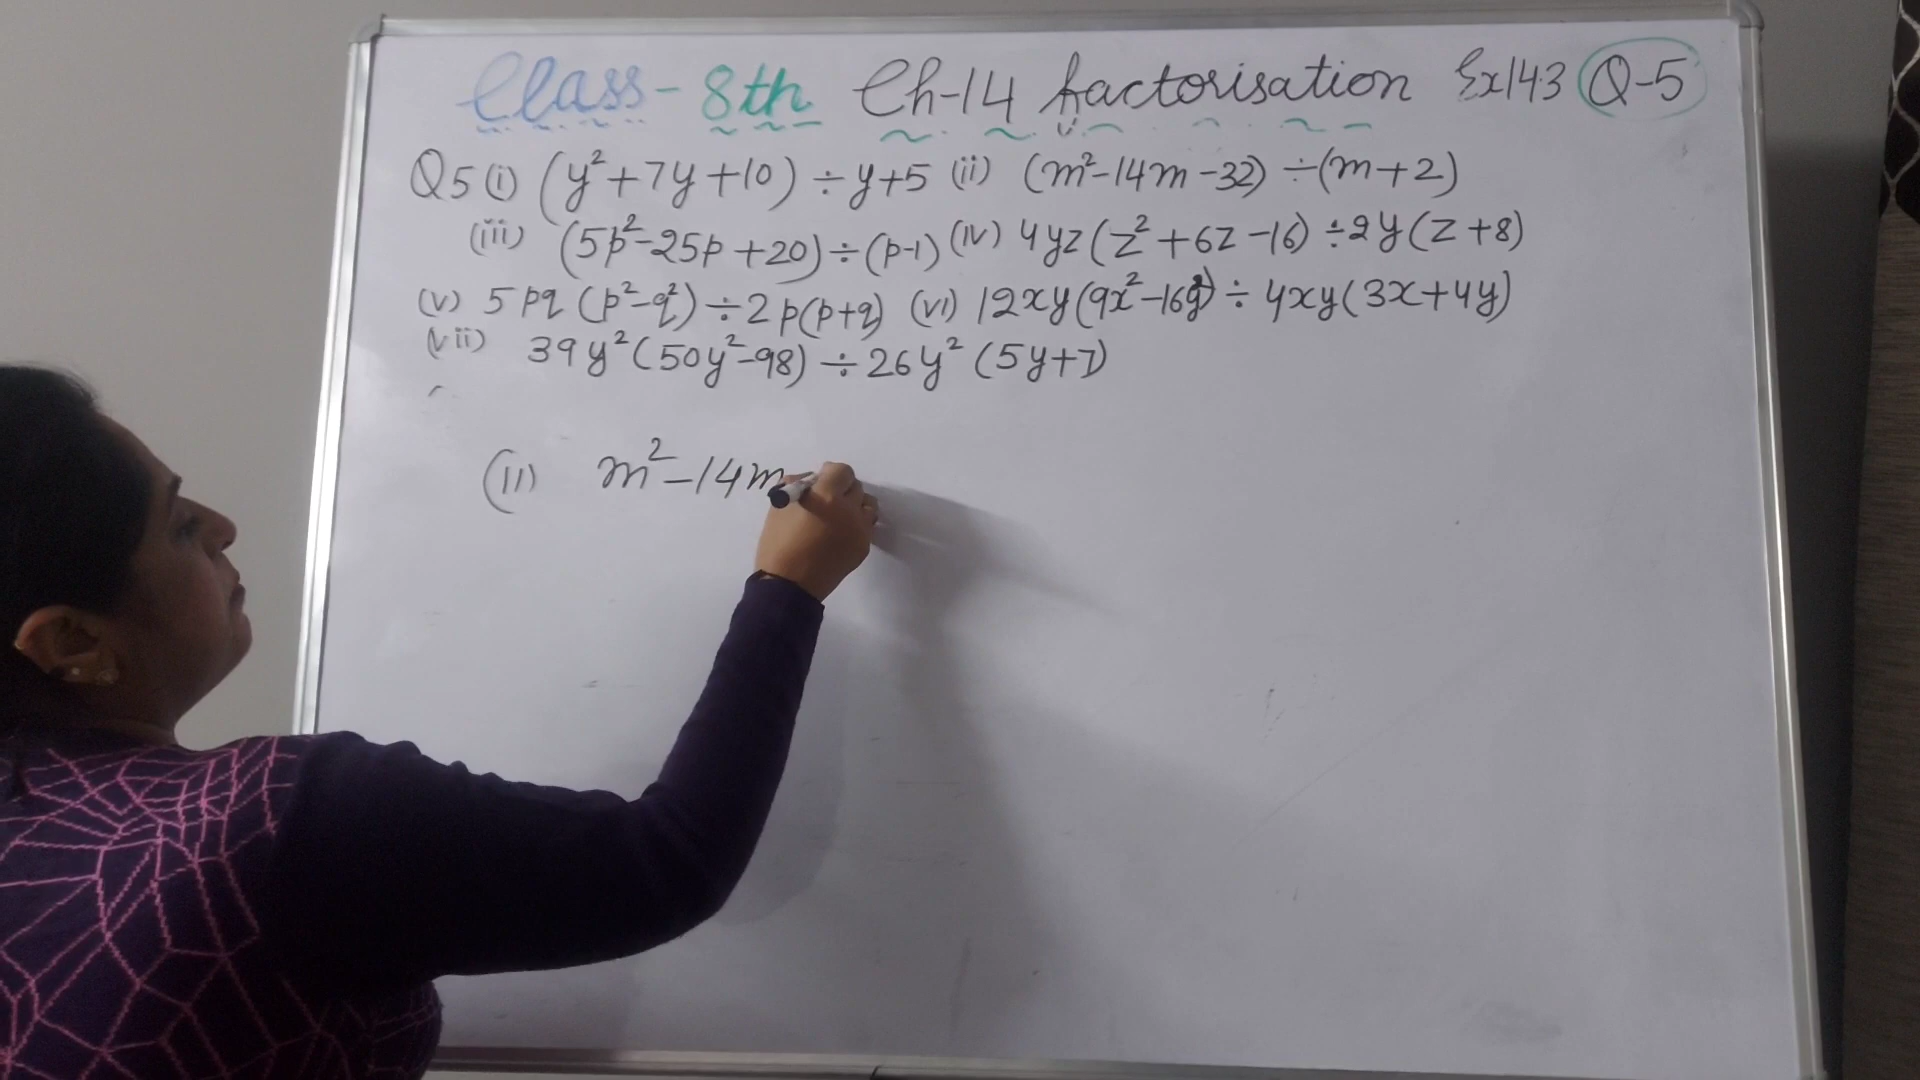 Class - 8th Ch-14 factorisation Ex14.3 Q-5
Q5 (i) (y²+7y+10) ÷ y+5 (ii) (m²-14m-32) ÷ (m+2)
(iii) (5p²-25p+20) ÷ (p-1) (iv) 4yz(z²+6z-16) ÷ 2y(z+8)
(v) 5pq(p²-q²) ÷ 2p(p+q) (vi) 12xy(9x²-16y²) ÷ 4xy(3x+4y)
(vii) 39y²(50y²-98) ÷ 26y²(5y+7)
(ii) m²-14m